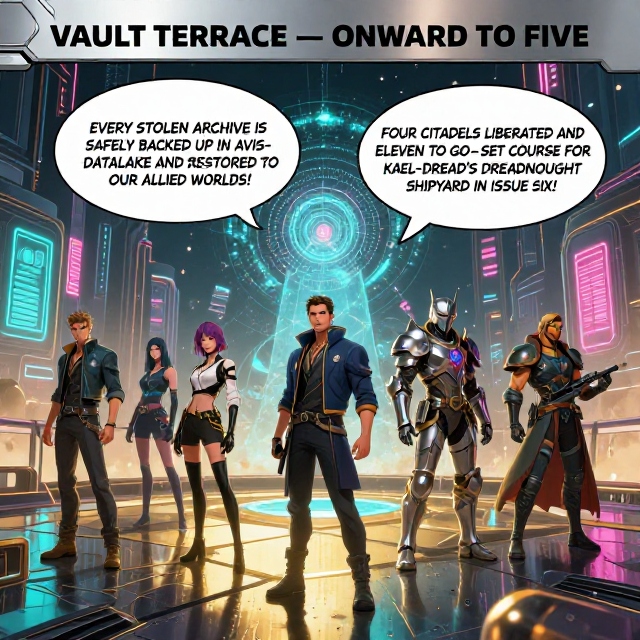 VAULT TERRACE — ONWARD TO FIVE
EVERY STOLEN ARCHIVE IS
SAFELY BACKED UP IN AVIS-
DATALAKE AND RESTORED TO
OUR ALLIED WORLDS!
FOUR CITADELS LIBERATED AND
ELEVEN TO GO – SET COURSE FOR
KAEL-DREAD'S DREADNOUGHT
SHIPYARD IN ISSUE SIX!